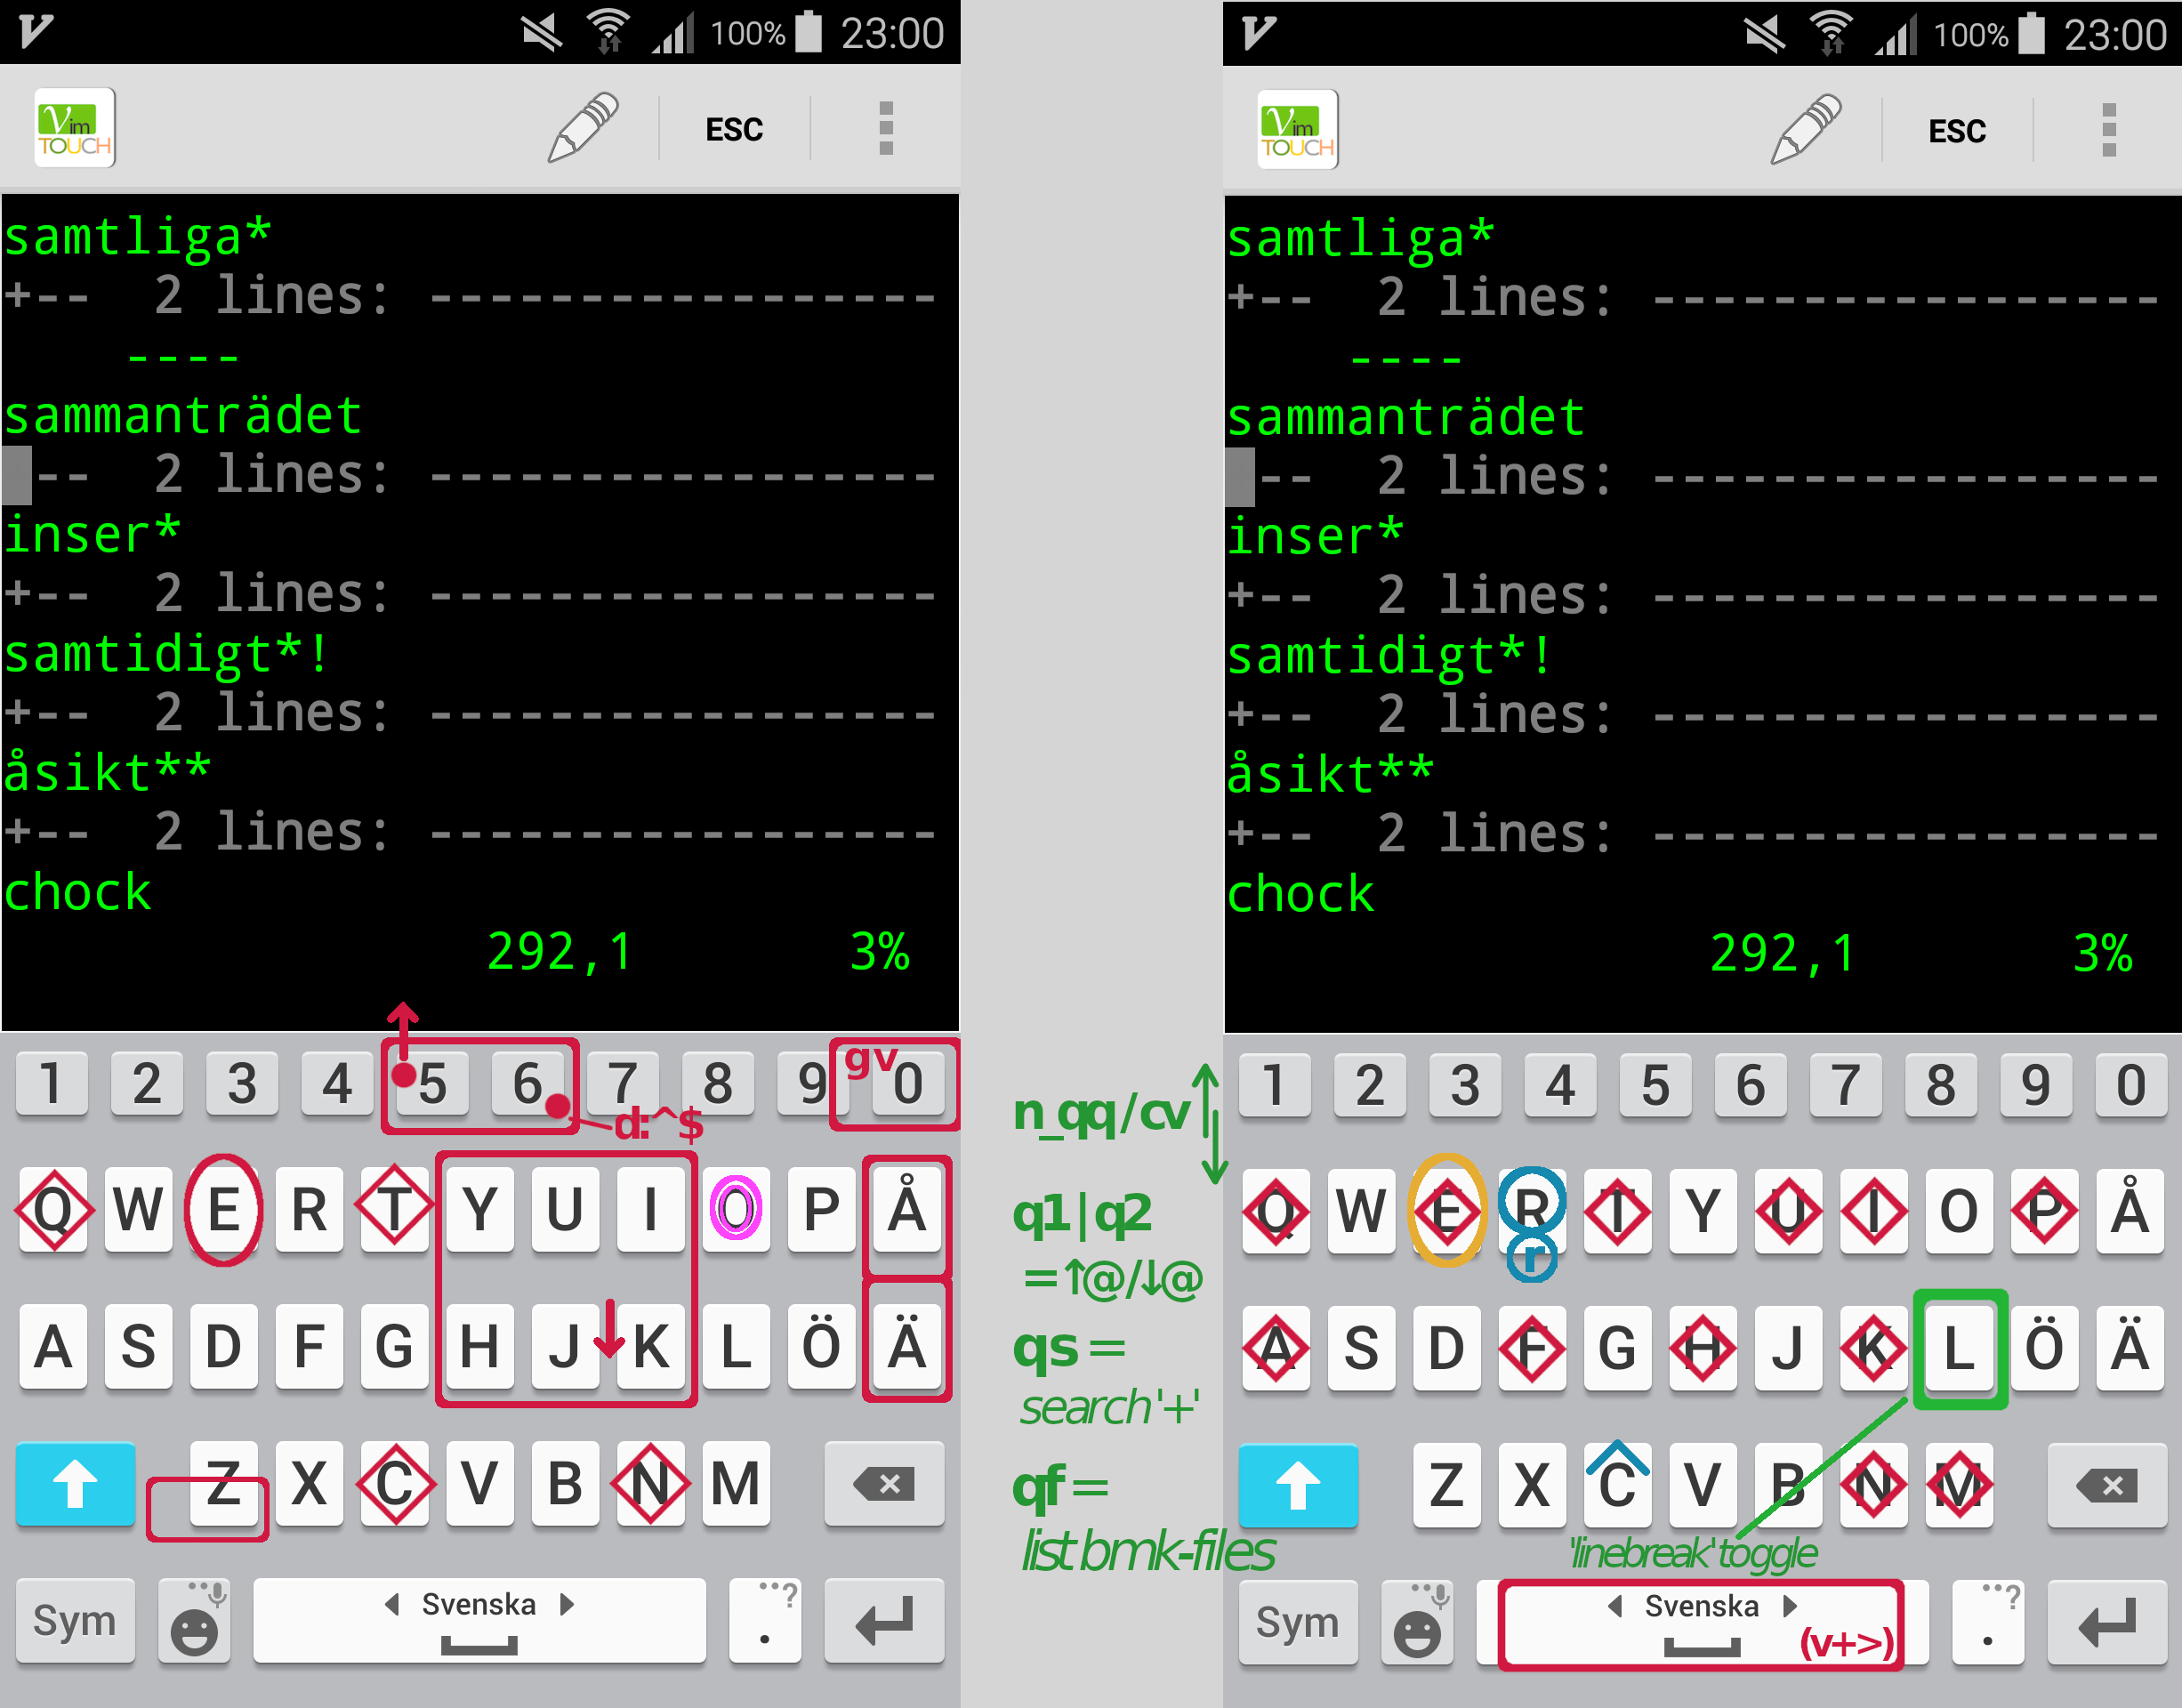 100% 23:00
Vim TOUCH ESC
samtliga*
+-- 2 lines: -----------------
----
sammanträdet
-- 2 lines: -----------------
inser*
+-- 2 lines: -----------------
samtidigt*!
+-- 2 lines: -----------------
åsikt**
+-- 2 lines: -----------------
chock
292,1 3%
1 2 3 4 5 6 7 8 9 gv 0
d:^$
Q W E R T Y U I O P Å
A S D F G H J K L Ö Ä
Z X C V B N M
Sym Svenska ? .
n_qq/cv
q1|q2
=↑@/↓@
qs=
search'+'
qf=
list bmk-files
100% 23:00
Vim TOUCH ESC
samtliga*
+-- 2 lines: -----------------
----
sammanträdet
-- 2 lines: -----------------
inser*
+-- 2 lines: -----------------
samtidigt*!
+-- 2 lines: -----------------
åsikt**
+-- 2 lines: -----------------
chock
292,1 3%
1 2 3 4 5 6 7 8 9 0
Q W E R T Y U I O P Å
r
A S D F G H J K L Ö Ä
Z X C V B N M
'linebreak' toggle
Sym Svenska (v+>) ? .